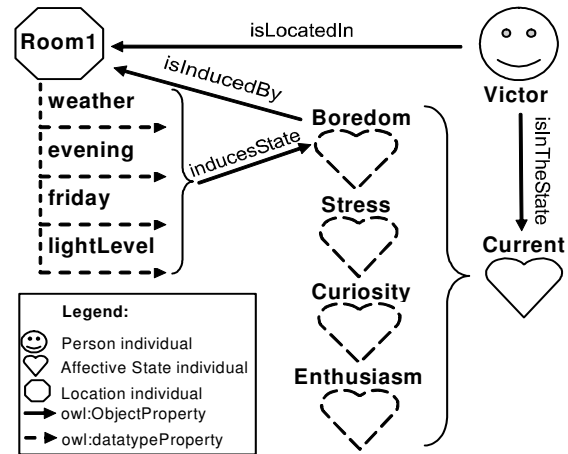 Room1
isLocatedIn
Victor
isInducedBy
weather
evening
friday
lightLevel
inducesState
Boredom
isInTheState
Stress
Current
Curiosity
Enthusiasm
Legend:
Person individual
Affective State individual
Location individual
owl:ObjectProperty
owl:datatypeProperty